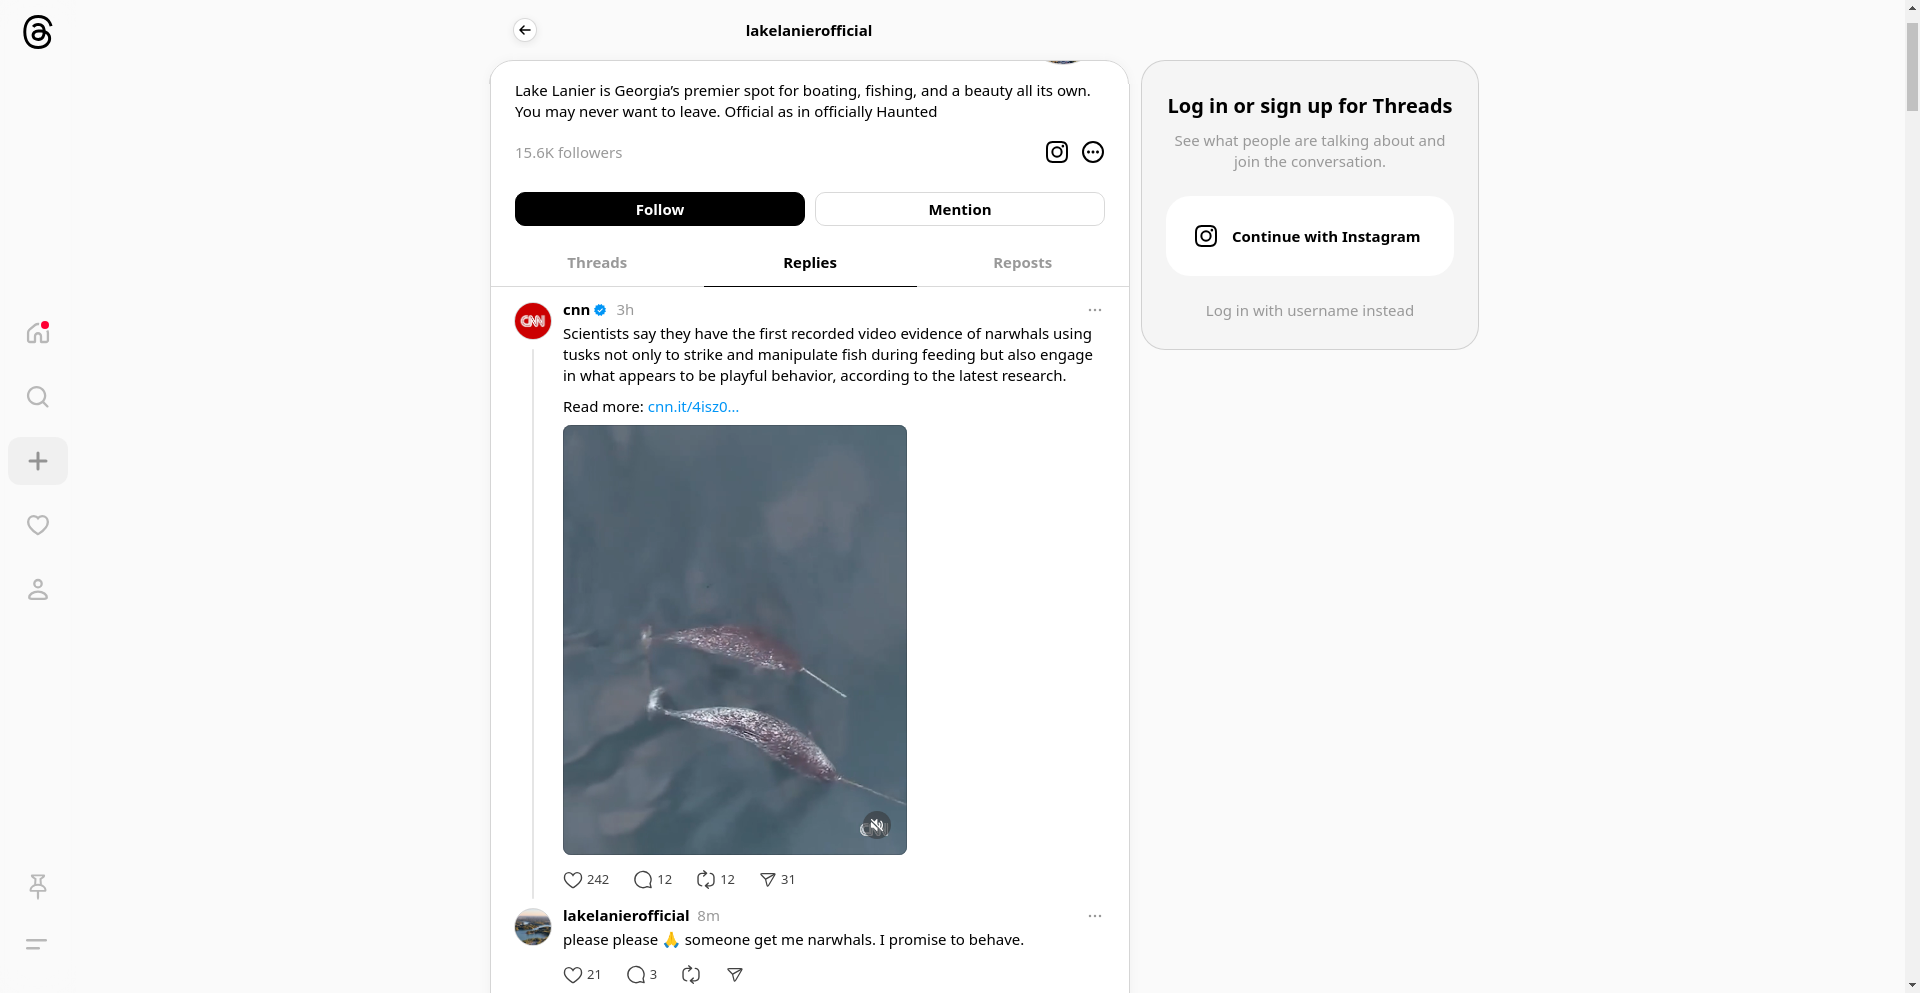 lakelanierofficial
Lake Lanier is Georgia’s premier spot for boating, fishing, and a beauty all its own.
You may never want to leave. Official as in officially Haunted
15.6K followers
Follow
Mention
Threads
Replies
Reposts
CNN
cnn 3h
Scientists say they have the first recorded video evidence of narwhals using
tusks not only to strike and manipulate fish during feeding but also engage
in what appears to be playful behavior, according to the latest research.
Read more: cnn.it/4isz0...
242
12
12
31
lakelanierofficial 8m
please please 🙏 someone get me narwhals. I promise to behave.
21
3
Log in or sign up for Threads
See what people are talking about and
join the conversation.
Continue with Instagram
Log in with username instead